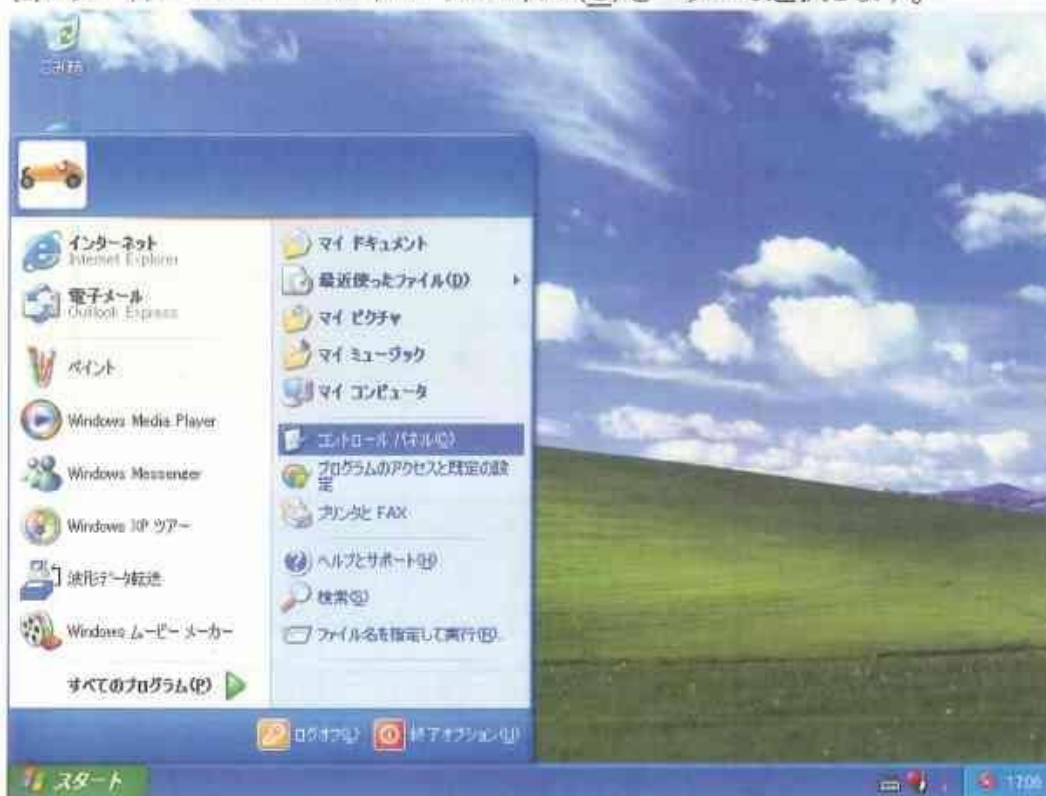 ごみ箱
インターネット
Internet Explorer
電子メール
Outlook Express
ペイント
Windows Media Player
Windows Messenger
Windows XP ツアー
波形データ転送
Windows ムービー メーカー
すべてのプログラム(P)
マイ ドキュメント
最近使ったファイル(D)
マイ ピクチャ
マイ ミュージック
マイ コンピュータ
コントロール パネル(C)
プログラムのアクセスと既定の設
定
プリンタと FAX
ヘルプとサポート(H)
検索(S)
ファイル名を指定して実行(R)...
ログオフ(L)
終了オプション(U)
スタート